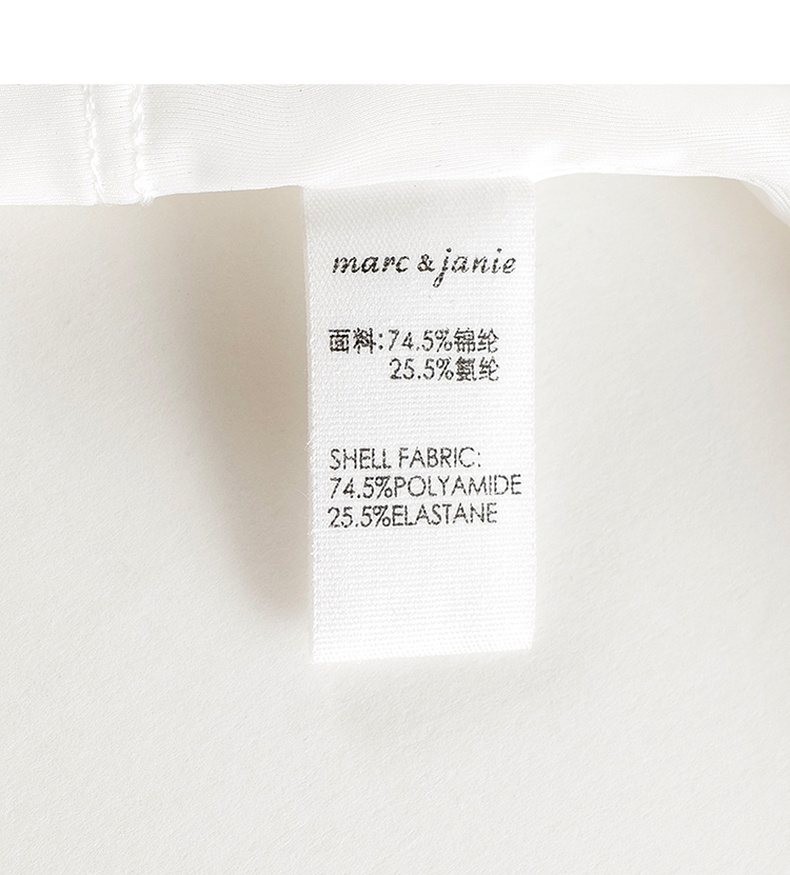 marc & janie
面料:74.5%锦纶
25.5%氨纶
SHELL FABRIC:
74.5%POLYAMIDE
25.5%ELASTANE